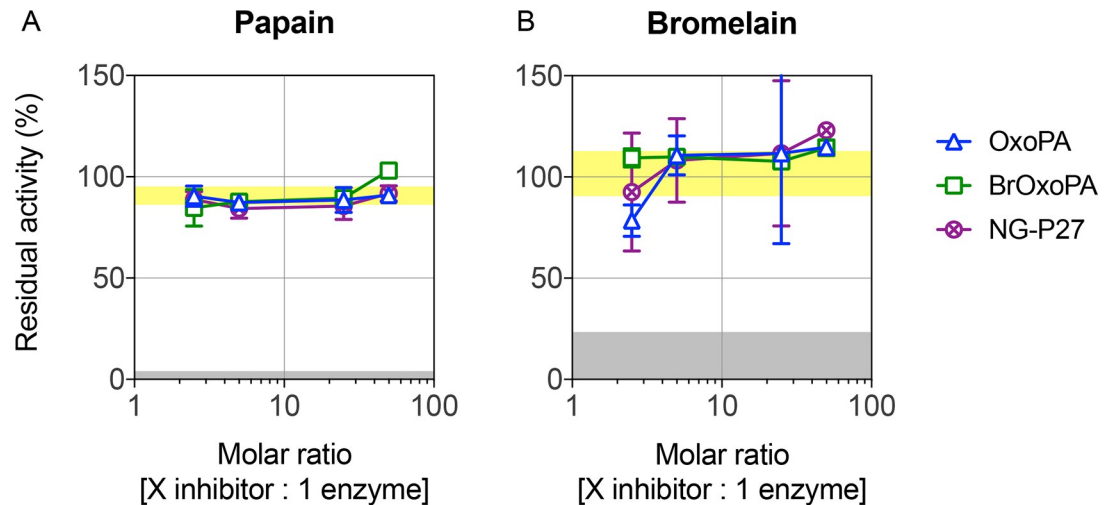 A
Papain
B
Bromelain
Residual activity (%)
150
100
50
0
1
10
100
Molar ratio
[X inhibitor : 1 enzyme]
150
100
50
0
1
10
100
Molar ratio
[X inhibitor : 1 enzyme]
OxoPA
BrOxoPA
NG-P27